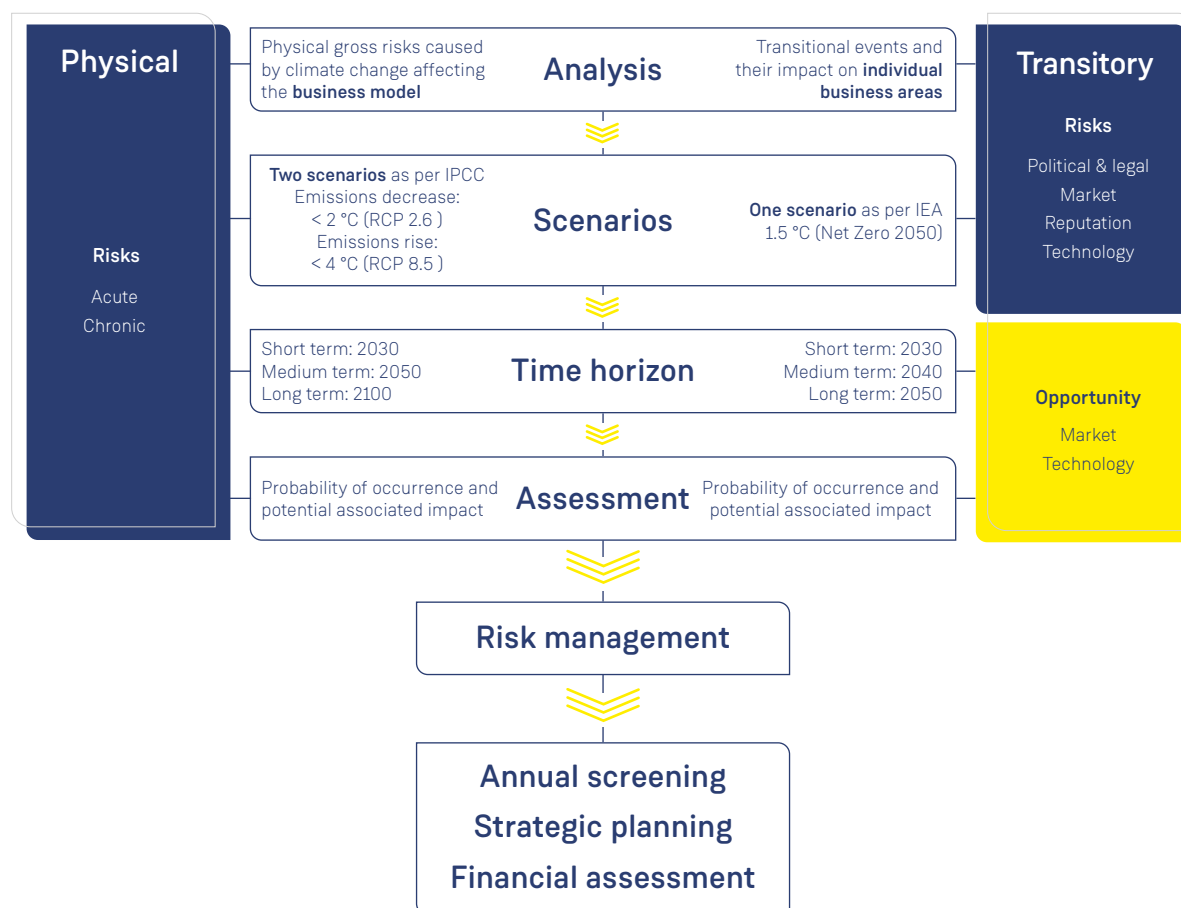 Physical
Risks
Acute
Chronic
Physical gross risks caused
by climate change affecting
the business model
Analysis
Transitional events and
their impact on individual
business areas
Two scenarios as per IPCC
Emissions decrease:
< 2 °C (RCP 2.6 )
Emissions rise:
< 4 °C (RCP 8.5 )
Scenarios
One scenario as per IEA
1.5 °C (Net Zero 2050)
Short term: 2030
Medium term: 2050
Long term: 2100
Time horizon
Short term: 2030
Medium term: 2040
Long term: 2050
Probability of occurrence and
potential associated impact
Assessment
Probability of occurrence and
potential associated impact
Transitory
Risks
Political & legal
Market
Reputation
Technology
Opportunity
Market
Technology
Risk management
Annual screening
Strategic planning
Financial assessment